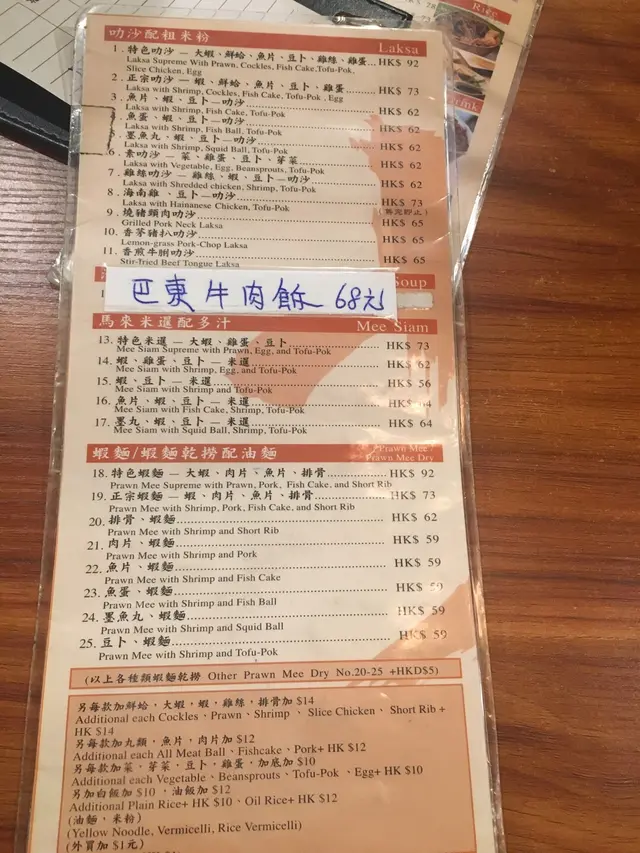 Rice
Drink
叻沙配粗米粉 Laksa
1. 特色叻沙 — 大蝦、鮮蛤、魚片、豆卜、雞絲、雞蛋...HK$ 92
Laksa Supreme With Prawn, Cockles, Fish Cake,Tofu-Pok,
Slice Chicken, Egg
2. 正宗叻沙 — 蝦、鮮蛤、魚片、豆卜、雞蛋 HK$ 73
Laksa with Shrimp, Cockles, Fish Cake, Tofu-Pok , Egg
3. 魚片、蝦、豆卜—叻沙 HK$ 62
Laksa with Shrimp, Fish Cake, Tofu-Pok
魚蛋、蝦、豆卜—叻沙 HK$ 62
Laksa with Shrimp, Fish Ball, Tofu-Pok
墨魚丸、蝦、豆卜—叻沙 HK$ 62
Laksa with Shrimp, Squid Ball, Tofu-Pok
6. 素叻沙 — 菜、雞蛋、豆卜、芽菜 HK$ 62
Laksa with Vegetable, Egg, Beansprouts, Tofu-Pok
7. 雞絲叻沙 — 雞絲、蝦、豆卜 HK$ 62
Laksa with Shredded chicken, Shrimp, Tofu-Pok
8. 海南雞、豆卜—叻沙 HK$ 73
Laksa with Hainanese Chicken, Tofu-Pok
(售完即止)
9. 燒豬頸肉叻沙 HK$ 65
Grilled Pork Neck Laksa
10. 香茅豬扒叻沙 HK$ 65
Lemon-grass Pork-Chop Laksa
11. 香煎牛脷叻沙 HK$ 65
Stir-Tried Beef Tongue Laksa
Soup
巴東牛肉飯 68元
馬來米暹配多汁 Mee Siam
13. 特色米暹 — 大蝦、雞蛋、豆卜 HK$ 73
Mee Siam Supreme with Prawn, Egg, and Tofu-Pok
14. 蝦、雞蛋、豆卜 — 米暹 HK$ 62
Mee Siam with Shrimp, Egg, and Tofu-Pok
15. 蝦、豆卜 — 米暹 HK$ 56
Mee Siam with Shrimp and Tofu-Pok
16. 魚片、蝦、豆卜 — 米暹 HK$ 64
Mee Siam with Fish Cake, Shrimp, Tofu-Pok
17. 墨丸、蝦、豆卜 — 米暹 HK$ 64
Mee Siam with Squid Ball, Shrimp, Tofu-Pok
蝦麵/蝦麵乾撈配油麵 Prawn Mee / Prawn Mee Dry
18. 特色蝦麵 — 大蝦、肉片、魚片、排骨 HK$ 92
Prawn Mee Supreme with Prawn, Pork, Fish Cake, and Short Rib
19. 正宗蝦麵 — 蝦、肉片、魚片、排骨 HK$ 73
Prawn Mee with Shrimp, Pork, Fish Cake, and Short Rib
20. 排骨、蝦麵 HK$ 62
Prawn Mee with Shrimp and Short Rib
21. 肉片、蝦麵 HK$ 59
Prawn Mee with Shrimp and Pork
22. 魚片、蝦麵 HK$ 59
Prawn Mee with Shrimp and Fish Cake
23. 魚蛋、蝦麵 HK$ 59
Prawn Mee with Shrimp and Fish Ball
24. 墨魚丸、蝦麵 HK$ 59
Prawn Mee with Shrimp and Squid Ball
25. 豆卜、蝦麵 HK$ 59
Prawn Mee with Shrimp and Tofu-Pok
(以上各種類蝦麵乾撈 Other Prawn Mee Dry No.20-25 +HKD$5)
另每款加鮮蛤，大蝦，蝦，雞絲，排骨加 $14
Additional each Cockles、Prawn、Shrimp 、 Slice Chicken、 Short Rib +
HK $14
另每款加丸類，魚片，肉片加 $12
Additional each All Meat Ball、Fishcake、Pork+ HK $12
另每款加菜，芽菜，豆卜，雞蛋，加底加 $10
Additional each Vegetable、Beansprouts、Tofu-Pok 、Egg+ HK $10
另加白飯加 $10 ，油飯加 $12
Additional Plain Rice+ HK $10、Oil Rice+ HK $12
(油麵，米粉)
(Yellow Noodle, Vermicelli, Rice Vermicelli)
(外買加 $1元)